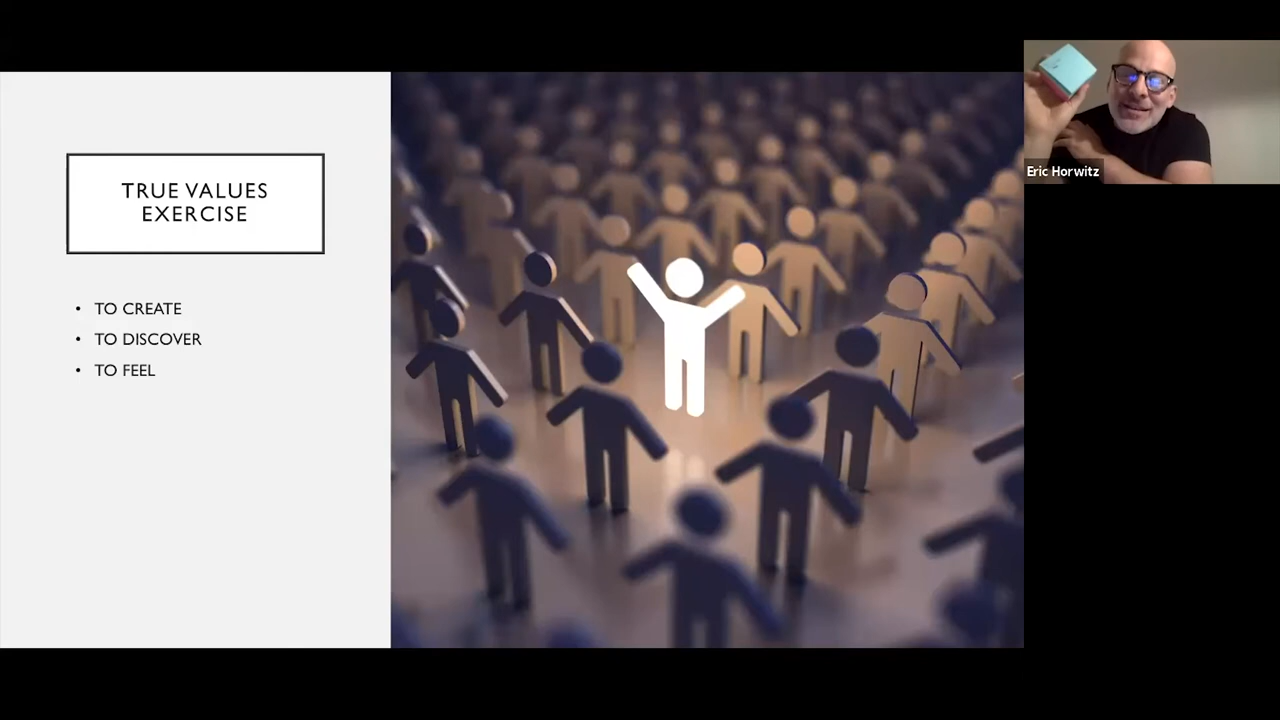 TRUE VALUES
EXERCISE
• TO CREATE
• TO DISCOVER
• TO FEEL
Eric Horwitz